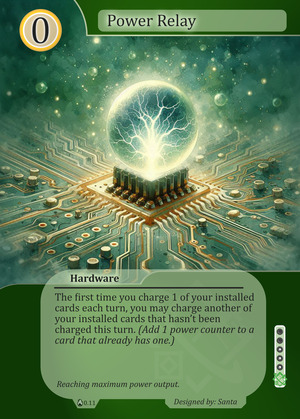 0
Power Relay
Hardware
The first time you charge 1 of your installed
cards each turn, you may charge another of
your installed cards that hasn't been
charged this turn. (Add 1 power counter to a
card that already has one.)
Reaching maximum power output.
0.11
Designed by: Santa